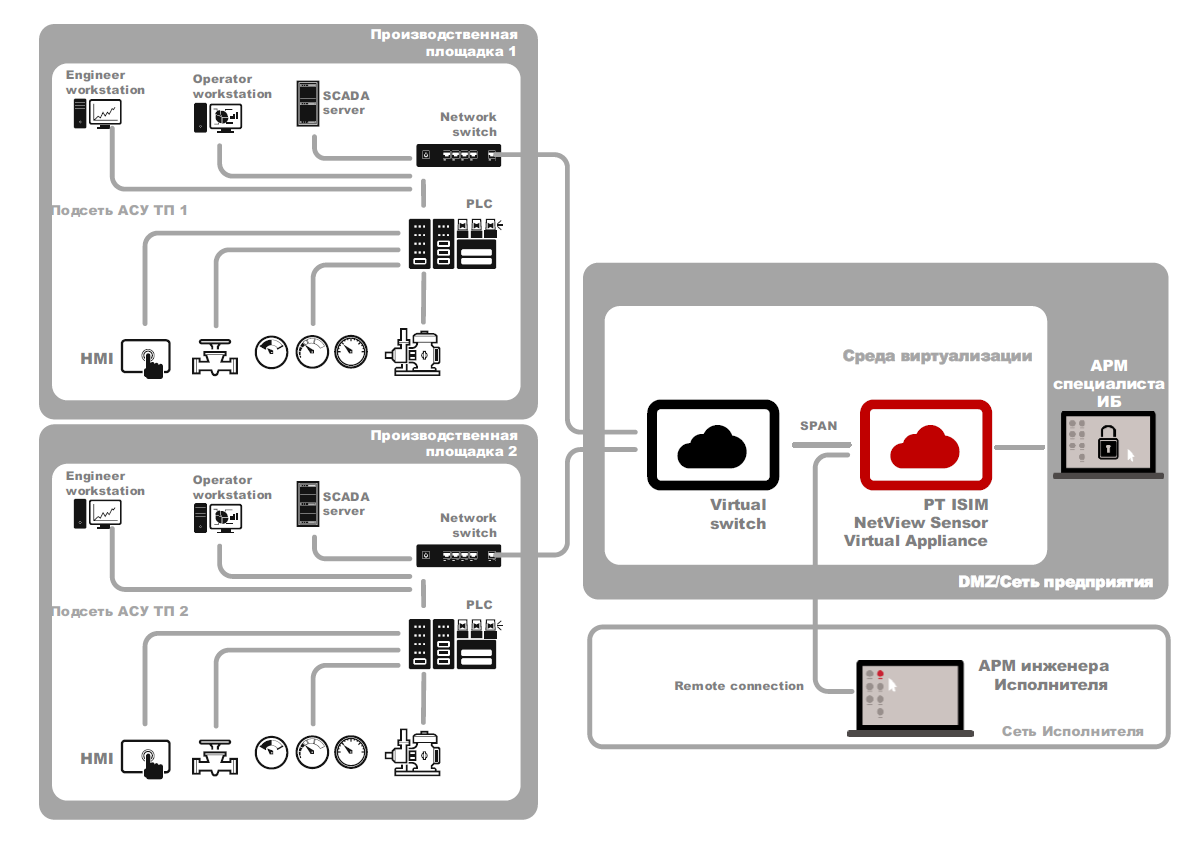 Производственная
площадка 1
Engineer
workstation
Operator
workstation
SCADA
server
Network
switch
Подсеть АСУ ТП 1
PLC
HMI
Производственная
площадка 2
Engineer
workstation
Operator
workstation
SCADA
server
Network
switch
Подсеть АСУ ТП 2
PLC
HMI
Среда виртуализации
АРМ
специалиста
ИБ
SPAN
Virtual
switch
PT ISIM
NetView Sensor
Virtual Appliance
DMZ/Сеть предприятия
Remote connection
АРМ инженера
Исполнителя
Сеть Исполнителя